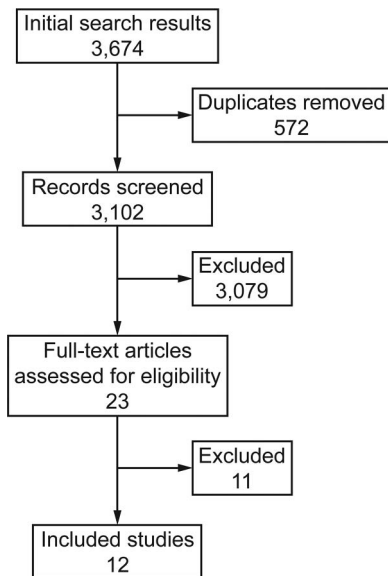 Initial search results
3,674
Duplicates removed
572
Records screened
3,102
Excluded
3,079
Full-text articles
assessed for eligibility
23
Excluded
11
Included studies
12